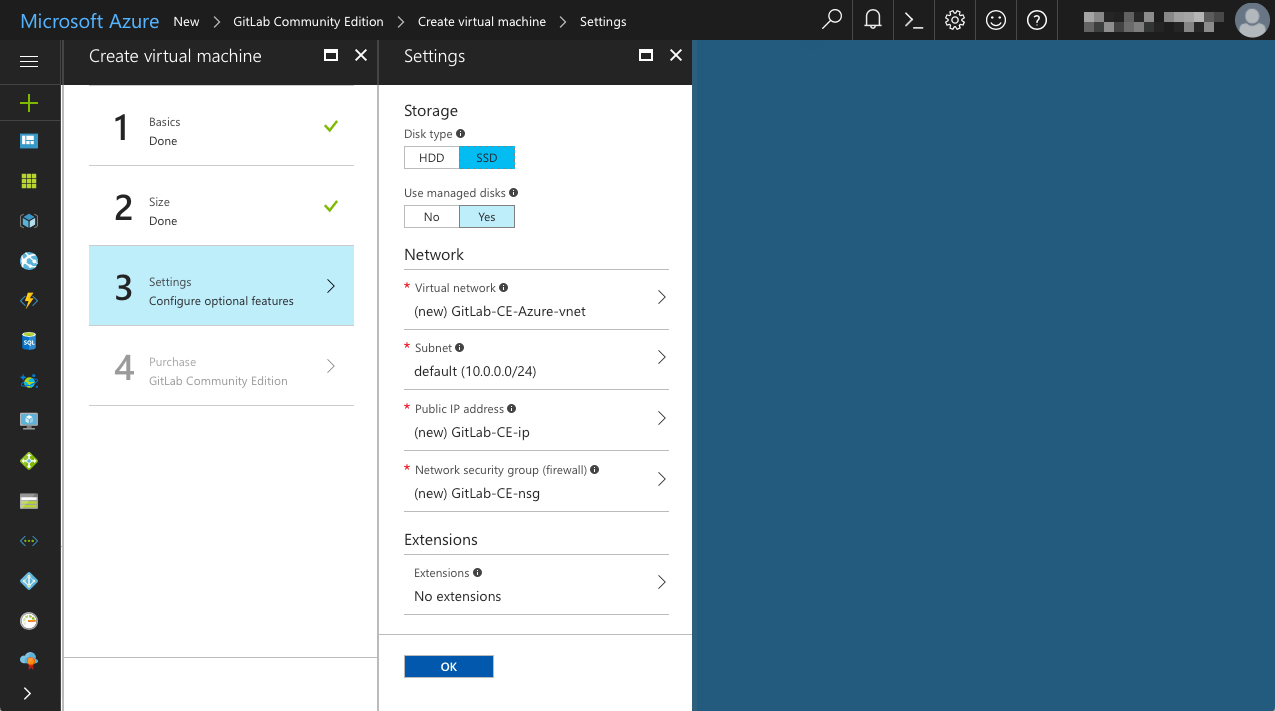 Microsoft Azure New > GitLab Community Edition > Create virtual machine > Settings
Create virtual machine
1
Basics
Done
2
Size
Done
3
Settings
Configure optional features
4
Purchase
GitLab Community Edition
Settings
Storage
Disk type
HDD SSD
Use managed disks
No Yes
Network
* Virtual network
(new) GitLab-CE-Azure-vnet
* Subnet
default (10.0.0.0/24)
* Public IP address
(new) GitLab-CE-ip
* Network security group (firewall)
(new) GitLab-CE-nsg
Extensions
Extensions
No extensions
OK
SQL